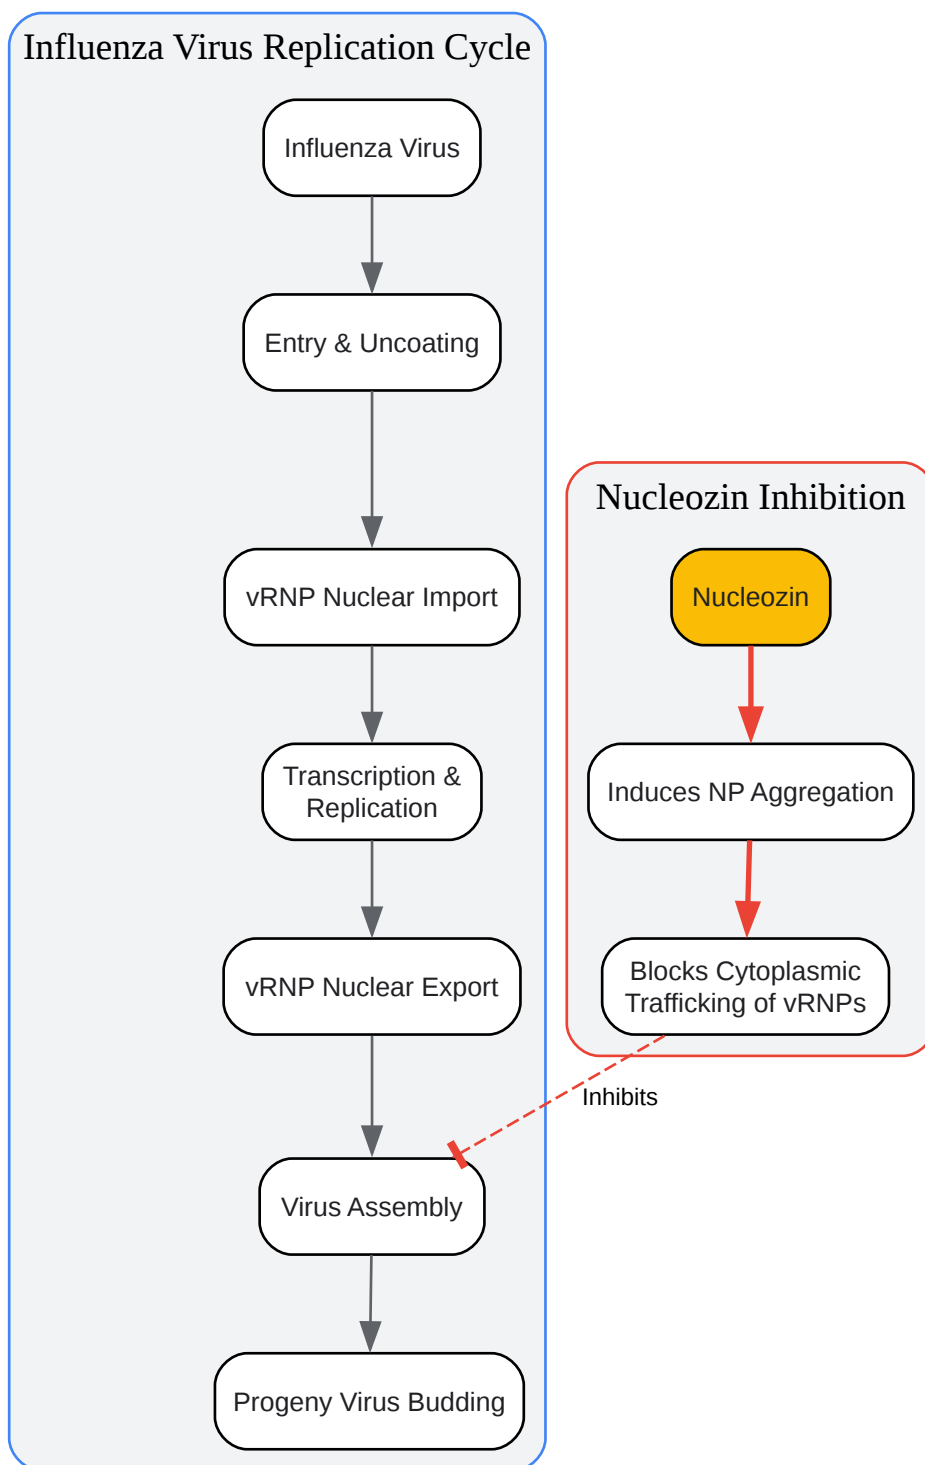 Influenza Virus Replication Cycle
Influenza Virus
Entry & Uncoating
vRNP Nuclear Import
Transcription &
Replication
vRNP Nuclear Export
Virus Assembly
Progeny Virus Budding
Nucleozin Inhibition
Nucleozin
Induces NP Aggregation
Blocks Cytoplasmic
Trafficking of vRNPs
Inhibits